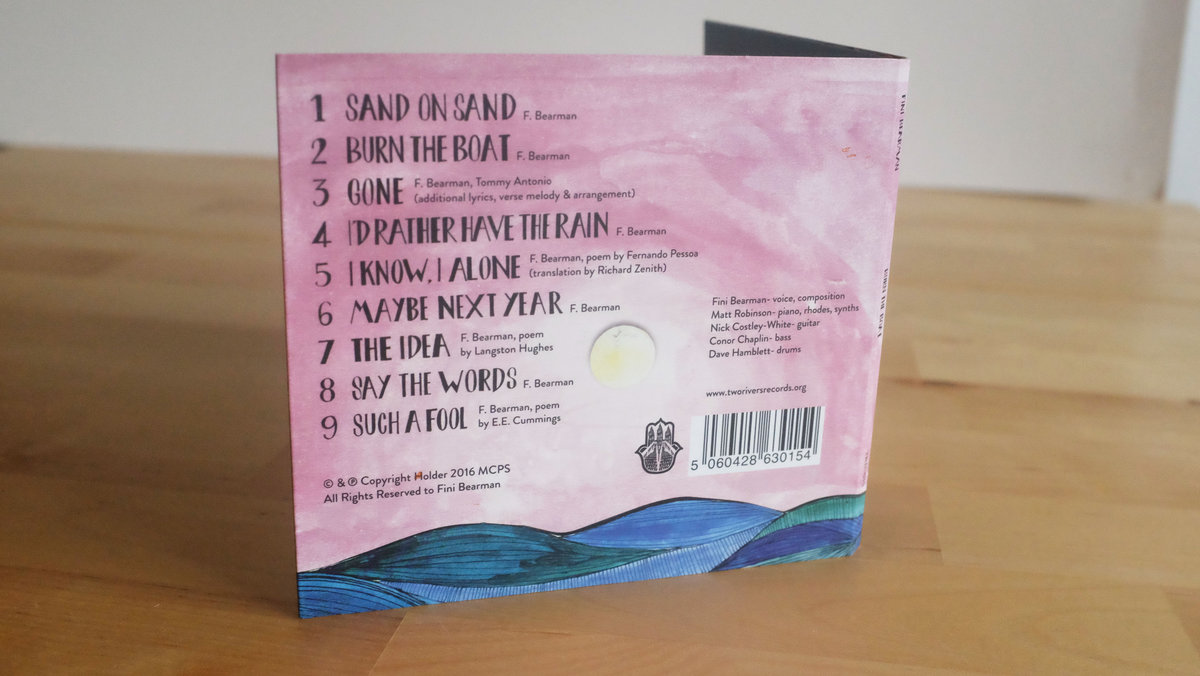 1 SAND ON SAND F. Bearman
2 BURN THE BOAT F. Bearman
3 GONE F. Bearman, Tommy Antonio
(additional lyrics, verse melody & arrangement)
4 I'D RATHER HAVE THE RAIN F. Bearman
5 I KNOW, I ALONE F. Bearman, poem by Fernando Pessoa
(translation by Richard Zenith)
6 MAYBE NEXT YEAR F. Bearman
7 THE IDEA F. Bearman, poem
by Langston Hughes
8 SAY THE WORDS F. Bearman
9 SUCH A FOOL F. Bearman, poem
by E.E. Cummings
© & ℗ Copyright Holder 2016 MCPS
All Rights Reserved to Fini Bearman
Fini Bearman- voice, composition
Matt Robinson- piano, rhodes, synths
Nick Costley-White- guitar
Conor Chaplin- bass
Dave Hamblett- drums
www.tworiversrecords.org
5 060428 630154
FINI BEARMAN
BURN THE BOAT